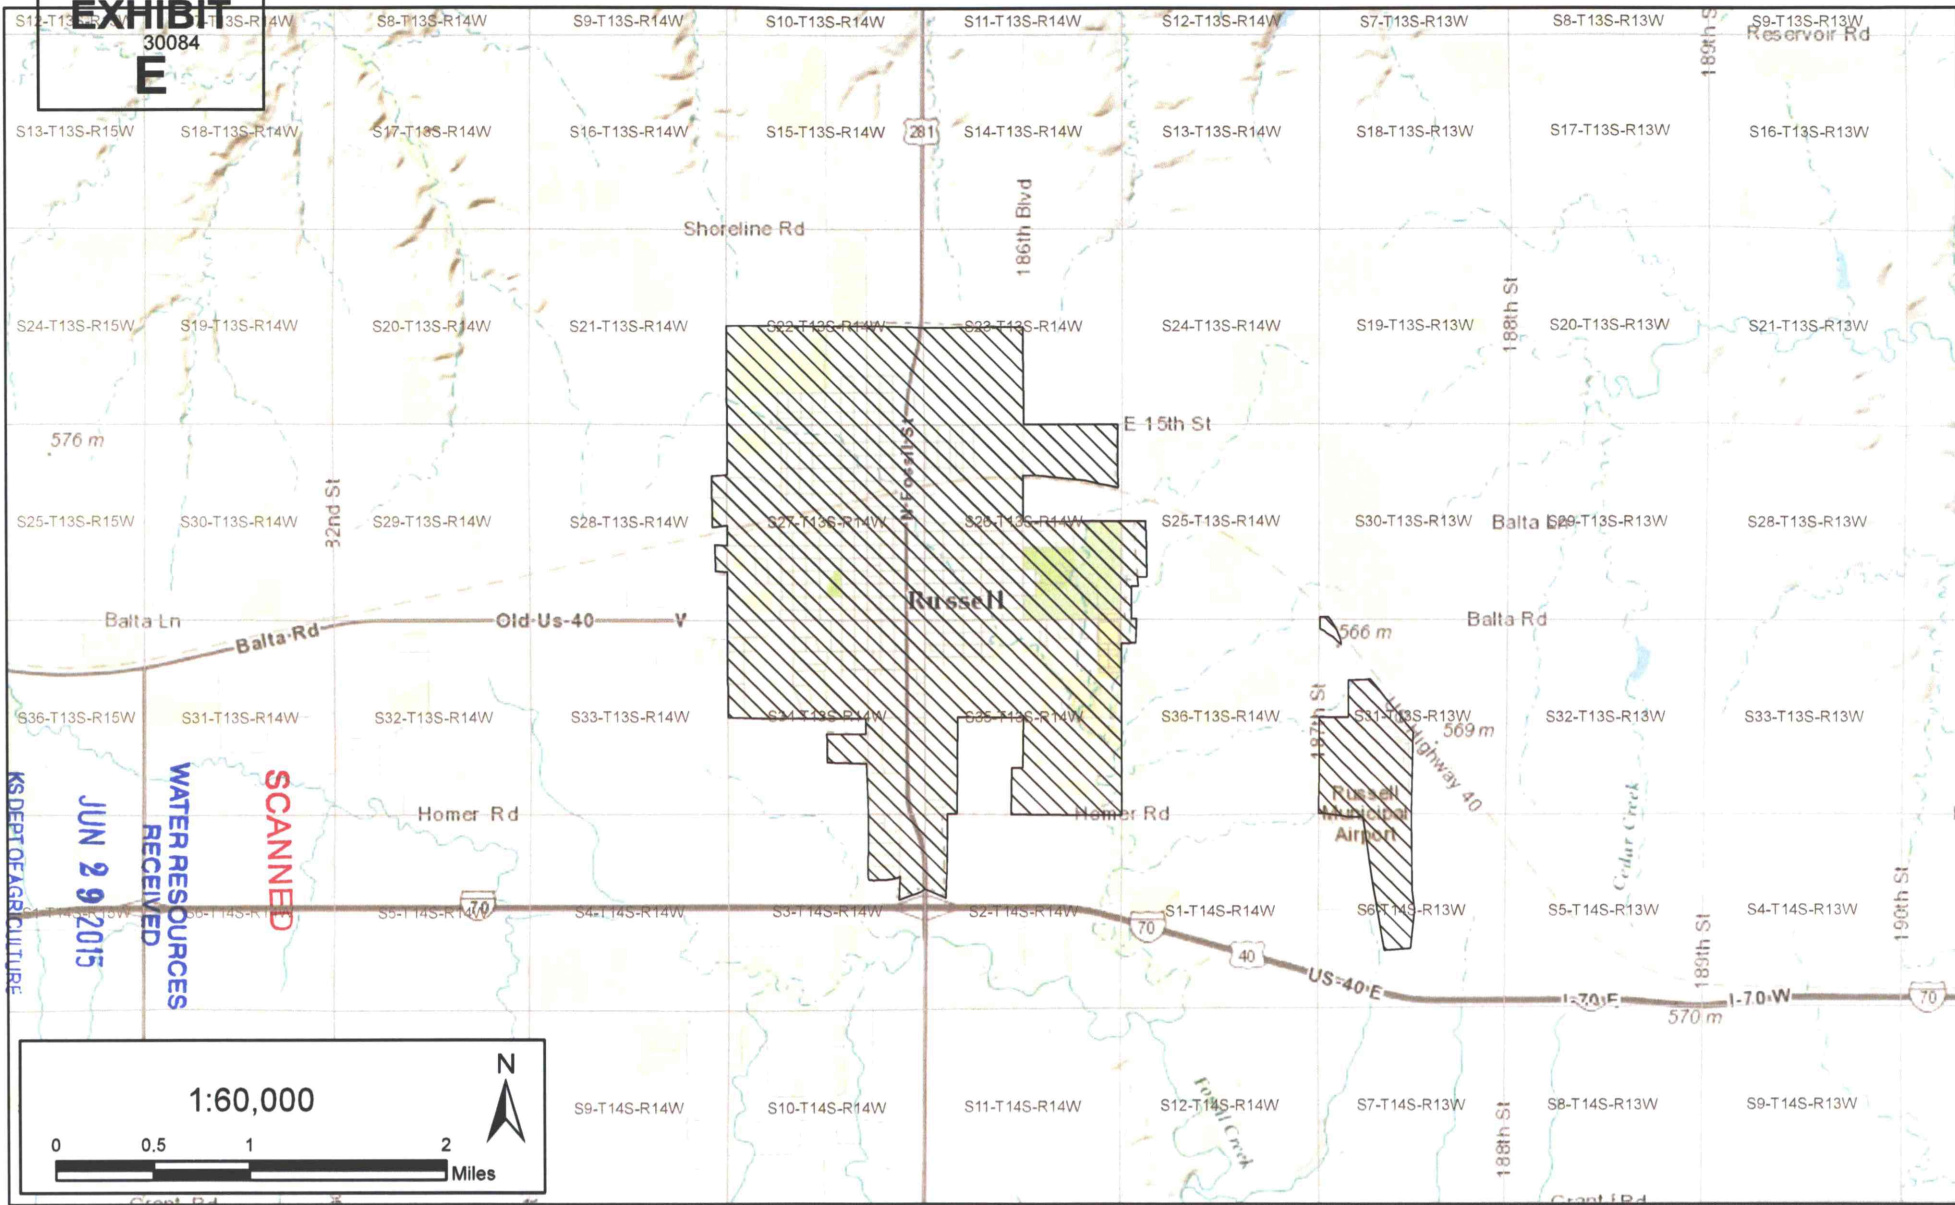 EXHIBIT
30084
E
S8-T13S-R14W
S9-T13S-R14W
S10-T13S-R14W
S11-T13S-R14W
S12-T13S-R14W
S7-T13S-R13W
S8-T13S-R13W
S9-T13S-R13W
Reservoir Rd
S13-T13S-R15W
S18-T13S-R14W
S17-T13S-R14W
S16-T13S-R14W
S15-T13S-R14W
281
S14-T13S-R14W
S13-T13S-R14W
S18-T13S-R13W
S17-T13S-R13W
S16-T13S-R13W
Shoreline Rd
186th Blvd
188th St
S24-T13S-R15W
S19-T13S-R14W
S20-T13S-R14W
S21-T13S-R14W
S22-T13S-R14W
S23-T13S-R14W
S24-T13S-R14W
S19-T13S-R13W
S20-T13S-R13W
S21-T13S-R13W
576 m
N Fossil St
E 15th St
82nd St
S25-T13S-R15W
S30-T13S-R14W
S29-T13S-R14W
S28-T13S-R14W
S27-T13S-R14W
S26-T13S-R14W
S25-T13S-R14W
S30-T13S-R13W
Balta Ln
S29-T13S-R13W
S28-T13S-R13W
Russell
Balta Ln
Balta Rd
Old Us-40
V
566 m
Balta Rd
S36-T13S-R15W
S31-T13S-R14W
S32-T13S-R14W
S33-T13S-R14W
S34-T13S-R14W
S35-T13S-R14W
S36-T13S-R14W
187th St
S31-T13S-R13W
569 m
S32-T13S-R13W
S33-T13S-R13W
US Highway 40
Homer Rd
Homer Rd
Russell
Municipal
Airport
Cedar Creek
KS DEPT OF AGRICULTURE
JUN 29 2015
RECEIVED
WATER RESOURCES
SCANNED
S1-T14S-R15W
S5-T14S-R14W
70
S4-T14S-R14W
S3-T14S-R14W
S2-T14S-R14W
S1-T14S-R14W
70
40
US-40 E
S6-T14S-R13W
S5-T14S-R13W
S4-T14S-R13W
189th St
190th St
I-70 E
I-70 W
70
570 m
Fossil Creek
188th St
S9-T14S-R14W
S10-T14S-R14W
S11-T14S-R14W
S12-T14S-R14W
S7-T14S-R13W
S8-T14S-R13W
S9-T14S-R13W
1:60,000
N
0 0.5 1 2
Miles